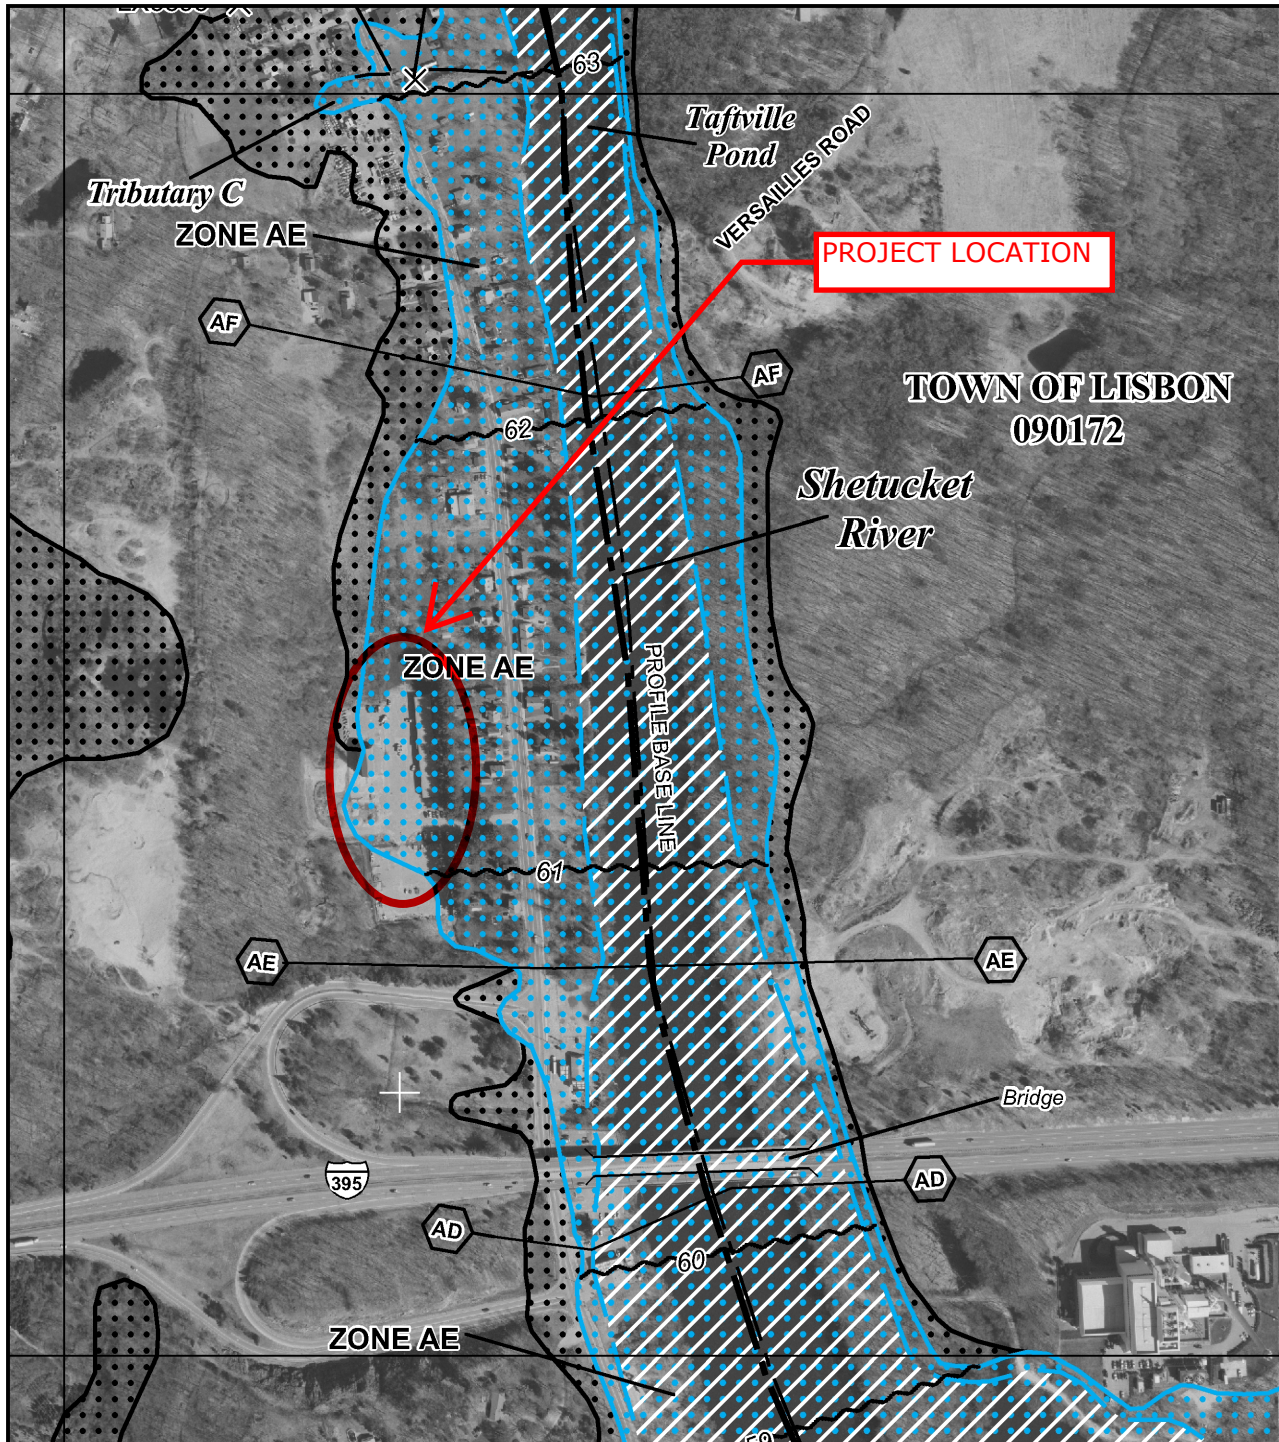 63
Taftville
Pond
VERSAILLES ROAD
Tributary C
ZONE AE
PROJECT LOCATION
AF
AF
TOWN OF LISBON
090172
62
Shetucket
River
ZONE AE
PROFILE BASE LINE
61
AE
AE
Bridge
395
AD
AD
60
ZONE AE
59